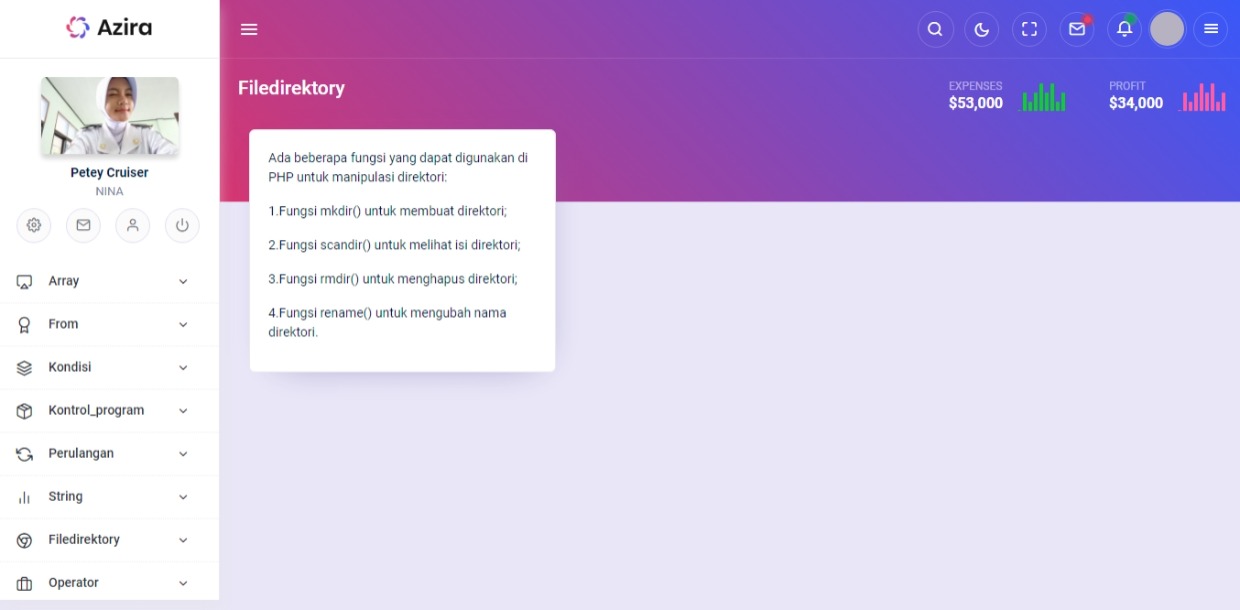 Azira
Filedirektory
EXPENSES
$53,000
PROFIT
$34,000
Petey Cruiser
NINA
Array
From
Kondisi
Kontrol_program
Perulangan
String
Filedirektory
Operator
Ada beberapa fungsi yang dapat digunakan di
PHP untuk manipulasi direktori:
1.Fungsi mkdir() untuk membuat direktori;
2.Fungsi scandir() untuk melihat isi direktori;
3.Fungsi rmdir() untuk menghapus direktori;
4.Fungsi rename() untuk mengubah nama
direktori.